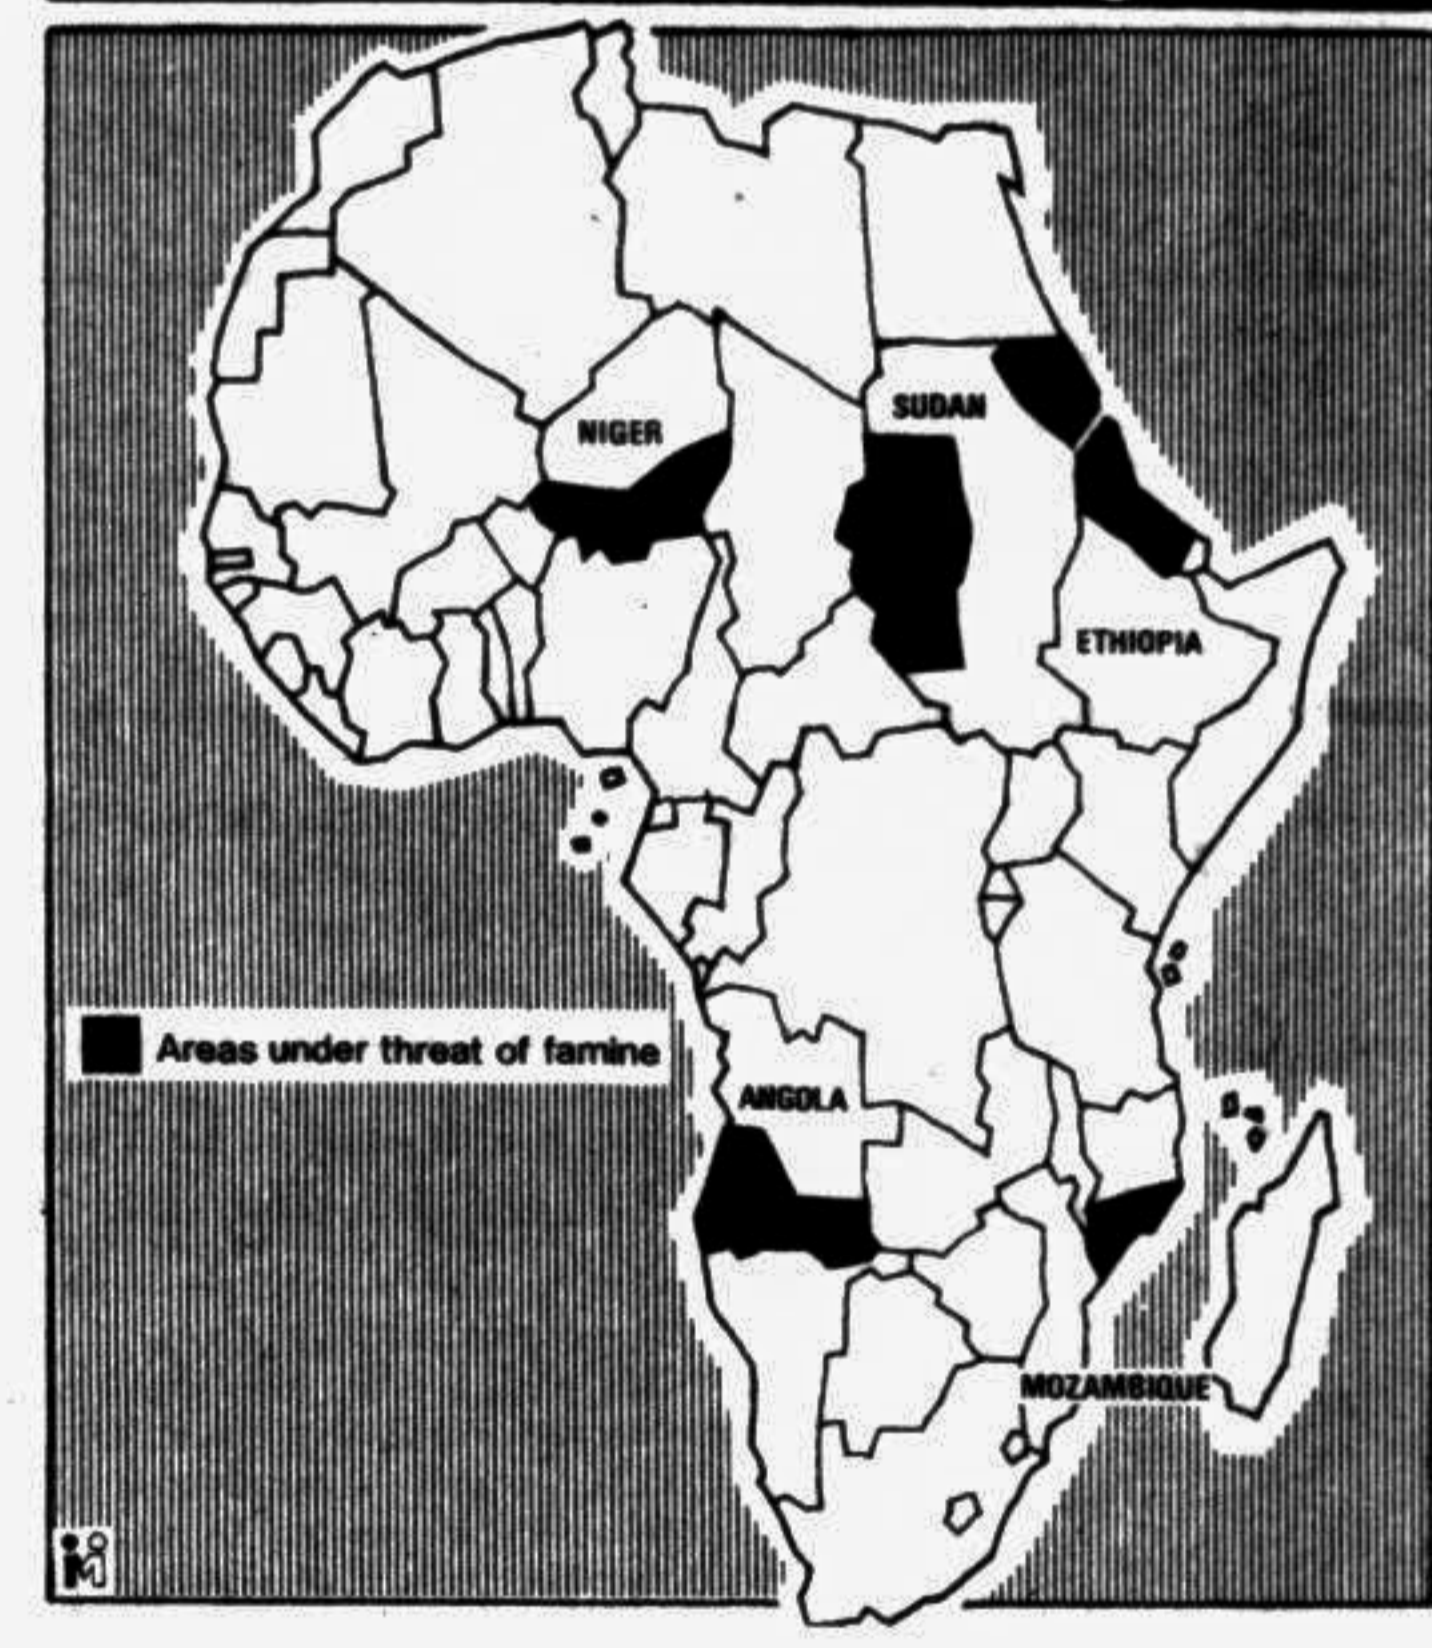 NIGER
SUDAN
ETHIOPIA
Areas under threat of famine
ANGOLA
MOZAMBIQUE